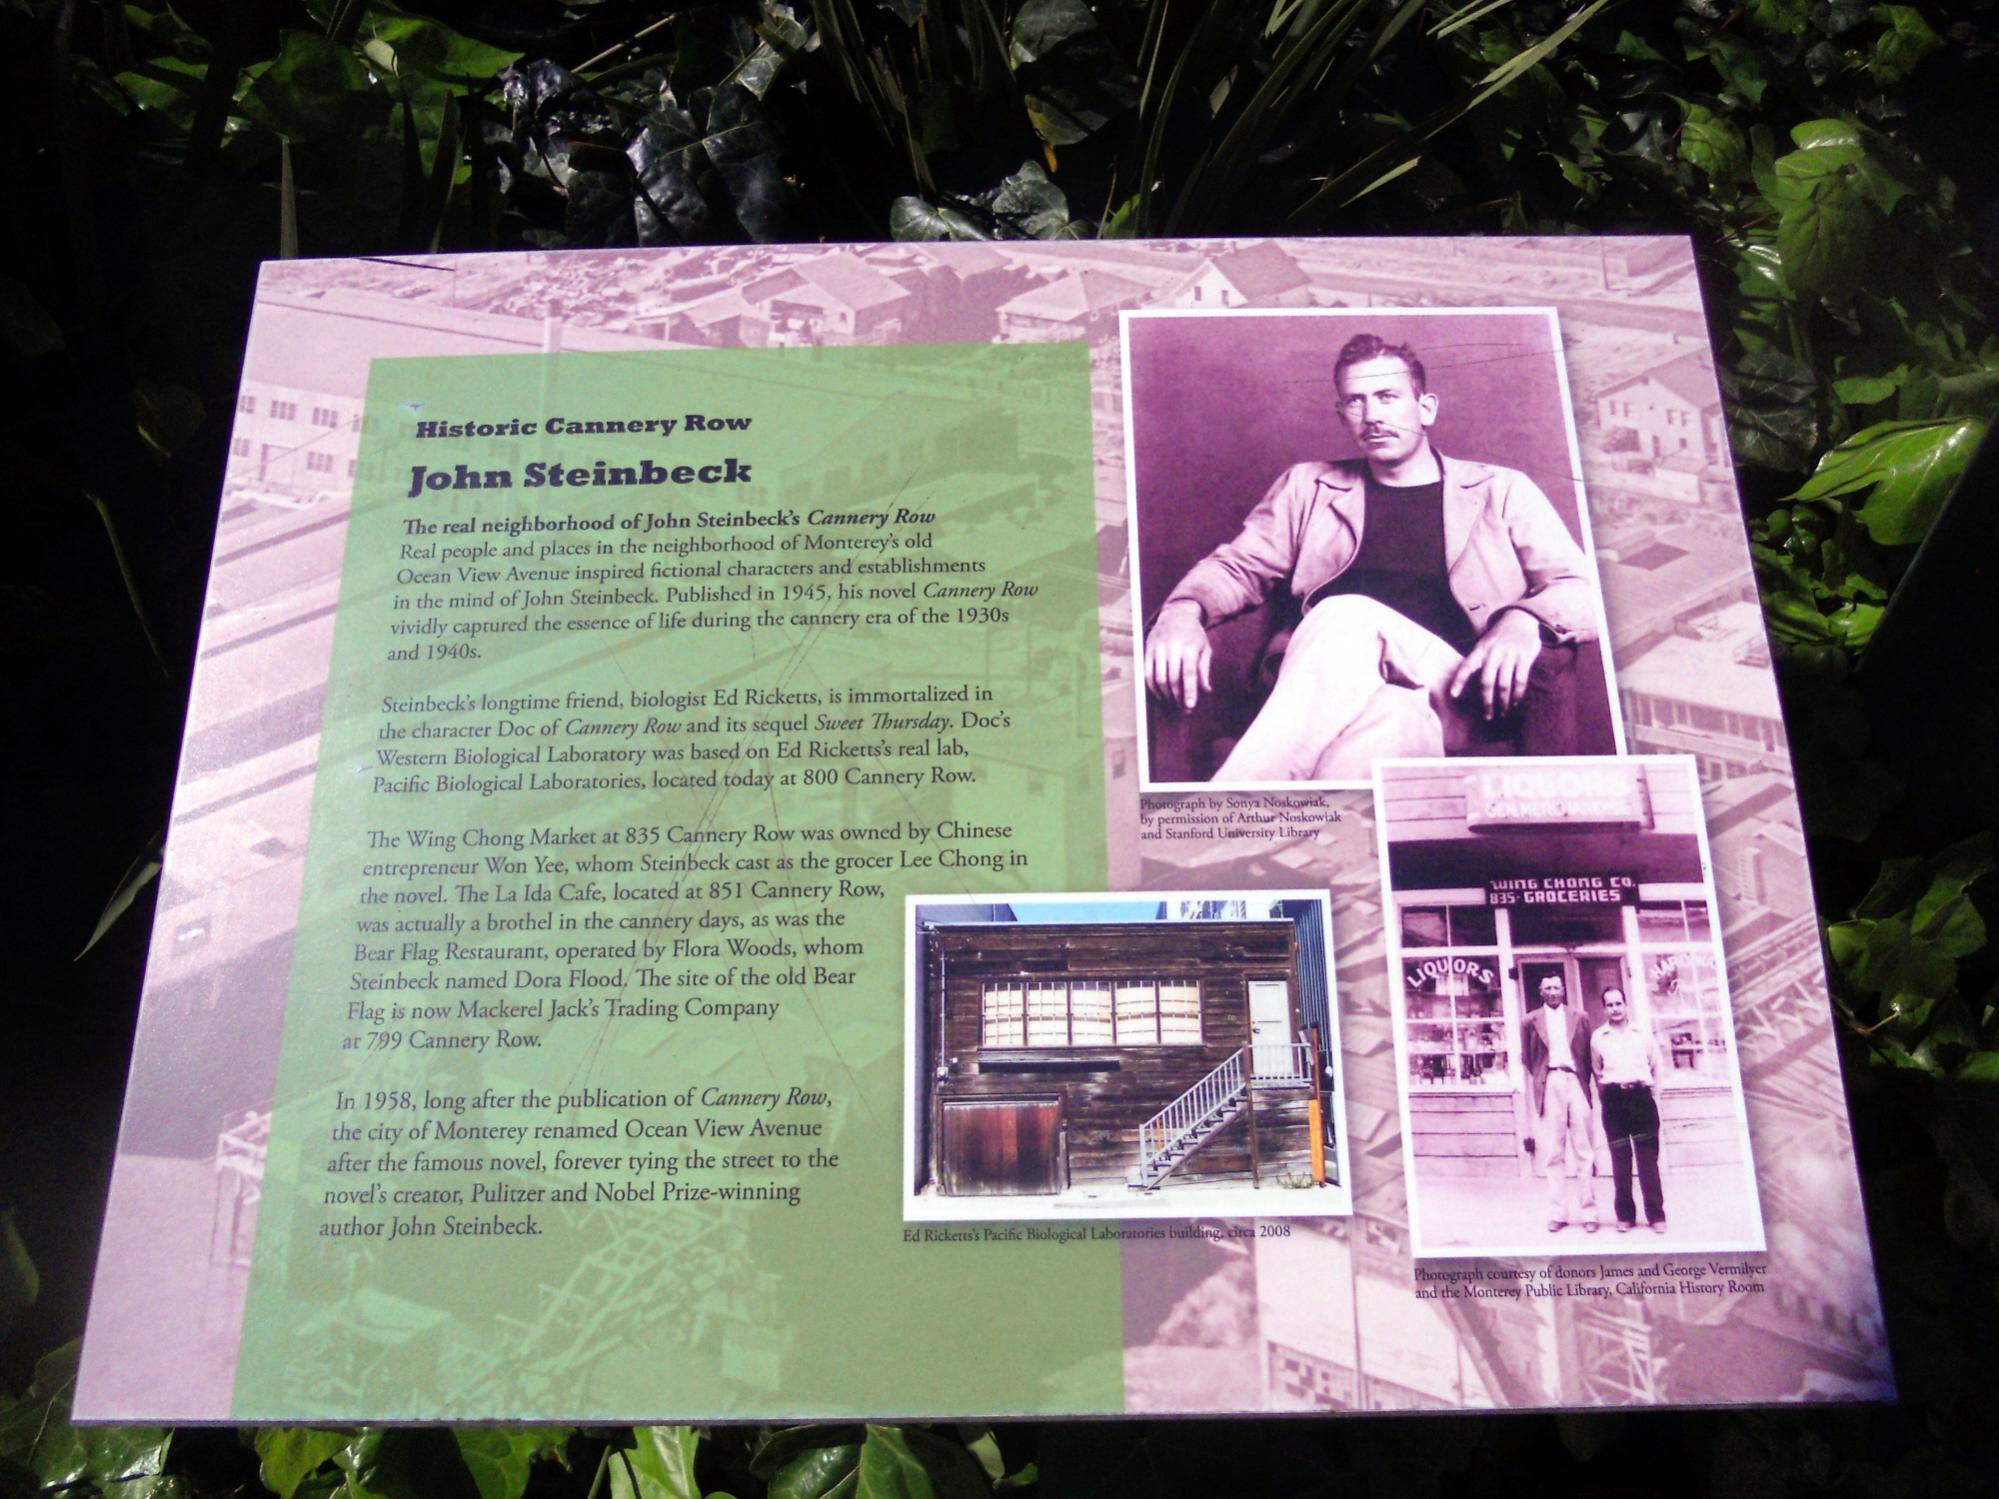 Historic Cannery Row
John Steinbeck
The real neighborhood of John Steinbeck's Cannery Row
Real people and places in the neighborhood of Monterey's old
Ocean View Avenue inspired fictional characters and establishments
in the mind of John Steinbeck. Published in 1945, his novel Cannery Row
vividly captured the essence of life during the cannery era of the 1930s
and 1940s.
Steinbeck's longtime friend, biologist Ed Ricketts, is immortalized in
the character Doc of Cannery Row and its sequel Sweet Thursday. Doc's
Western Biological Laboratory was based on Ed Ricketts's real lab,
Pacific Biological Laboratories, located today at 800 Cannery Row.
The Wing Chong Market at 835 Cannery Row was owned by Chinese
entrepreneur Won Yee, whom Steinbeck cast as the grocer Lee Chong in
the novel. The La Ida Cafe, located at 851 Cannery Row,
was actually a brothel in the cannery days, as was the
Bear Flag Restaurant, operated by Flora Woods, whom
Steinbeck named Dora Flood. The site of the old Bear
Flag is now Mackerel Jack's Trading Company
at 799 Cannery Row.
In 1958, long after the publication of Cannery Row,
the city of Monterey renamed Ocean View Avenue
after the famous novel, forever tying the street to the
novel's creator, Pulitzer and Nobel Prize-winning
author John Steinbeck.
Photograph by Sonya Noskowiak,
by permission of Arthur Noskowiak
and Stanford University Library
LIQUORS
GEN. MERCHANDISE
WING CHONG CO.
835-GROCERIES
LIQUORS
Ed Ricketts's Pacific Biological Laboratories building, circa 2008
Photograph courtesy of donors James and George Vermilyer
and the Monterey Public Library, California History Room